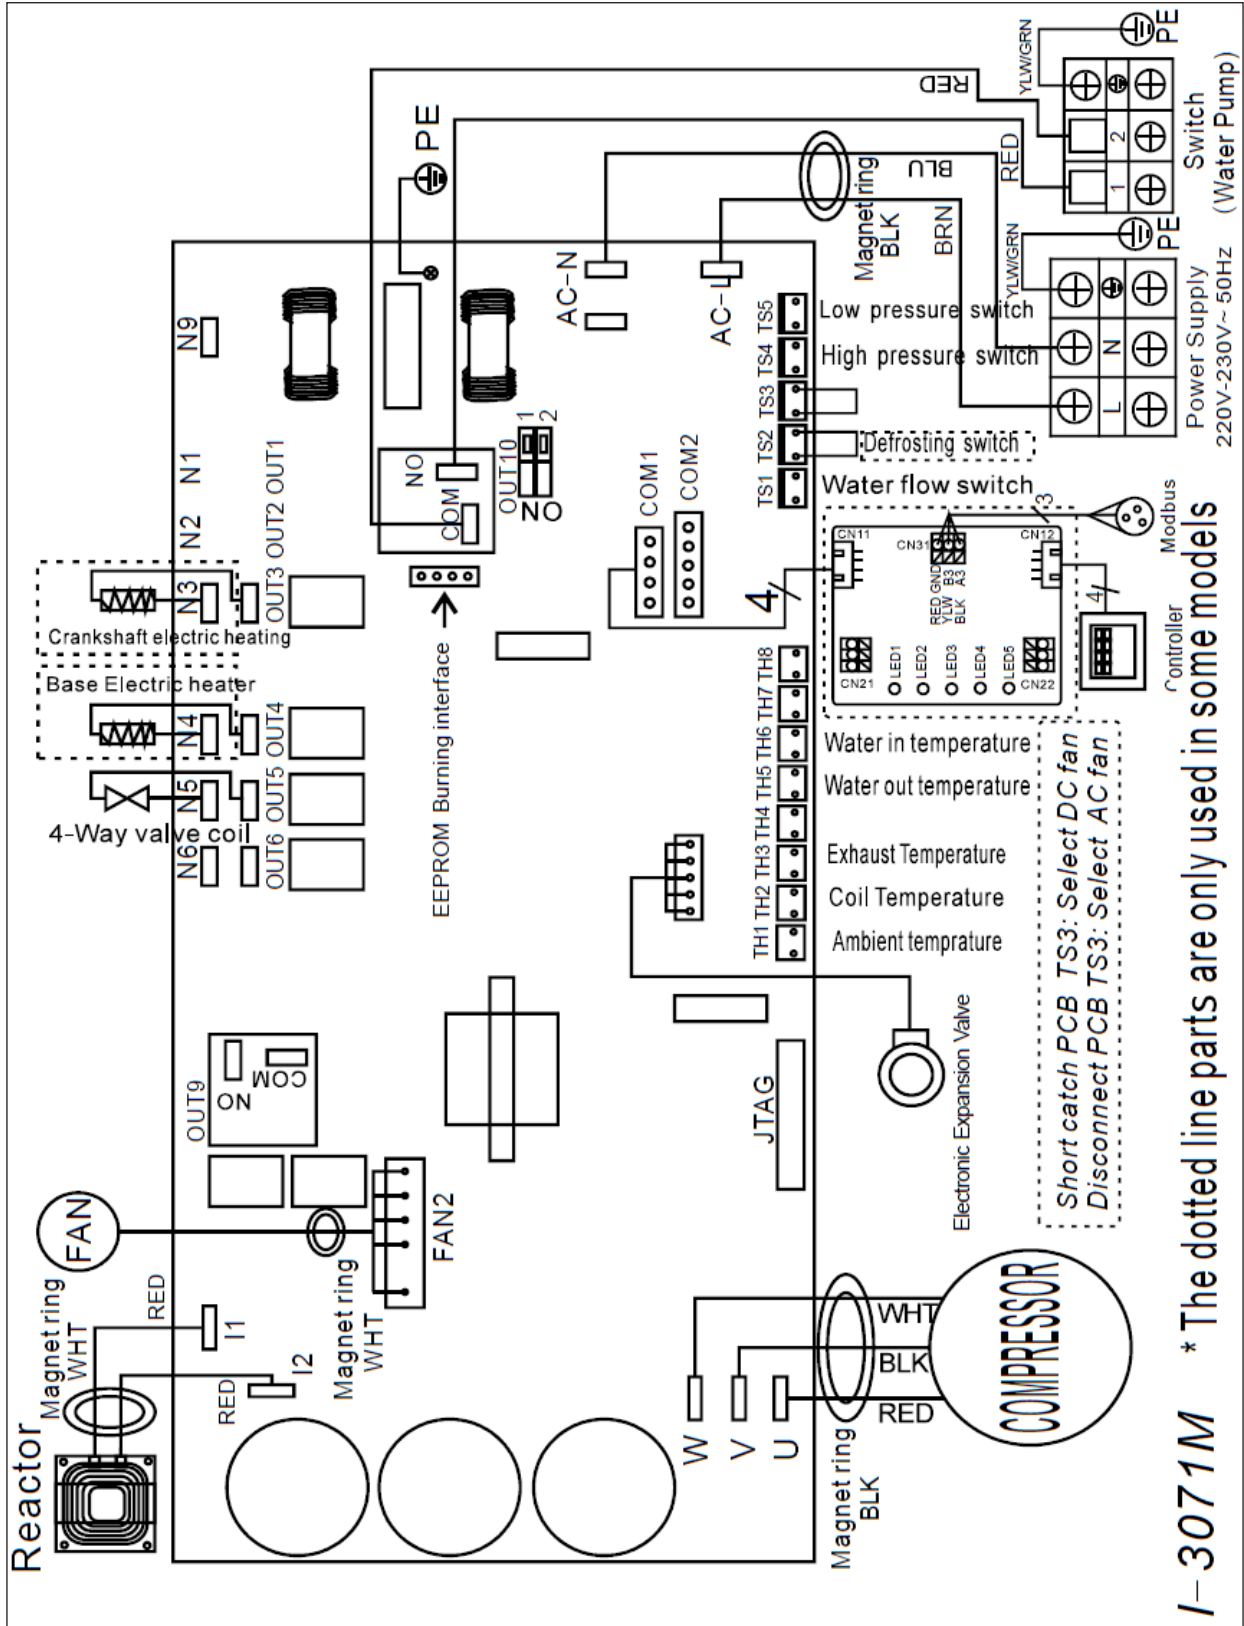 Reactor
Magnet ring
WHT
RED
RED
FAN
I1
I2
Magnet ring
WHT
FAN2
OUT9
NO
COM
N6
N5
N4
N3
N2
N1
N9
OUT6
OUT5
OUT4
OUT3
OUT2
OUT1
4-Way valve coil
Base Electric heater
Crankshaft electric heating
EEPROM Burning interface
NO
COM
OUT10
1
2
ON
PE
AC-N
AC-L
COM1
COM2
W
V
U
JTAG
TH1
TH2
TH3
TH4
TH5
TH6
TH7
TH8
TS1
TS2
TS3
TS4
TS5
Magnet ring
BLK
WHT
BLK
RED
COMPRESSOR
Electronic Expansion Valve
Ambient temprature
Coil Temperature
Exhaust Temperature
Water out temperature
Water in temperature
Water flow switch
Defrosting switch
High pressure switch
Low pressure switch
4
CN11
CN31
CN12
RED GND
YLW B3
BLK A3
CN21
LED1
LED2
LED3
LED4
LED5
CN22
3
4
Modbus
Controller
Magnet ring
BLK
BRN
BLU
RED
RED
YLW/GRN
PE
YLW/GRN
PE
L
N
1
2
Power Supply
220V-230V~ 50Hz
Switch
(Water Pump)
Short catch PCB TS3: Select DC fan
Disconnect PCB TS3: Select AC fan
I-3071M * The dotted line parts are only used in some models